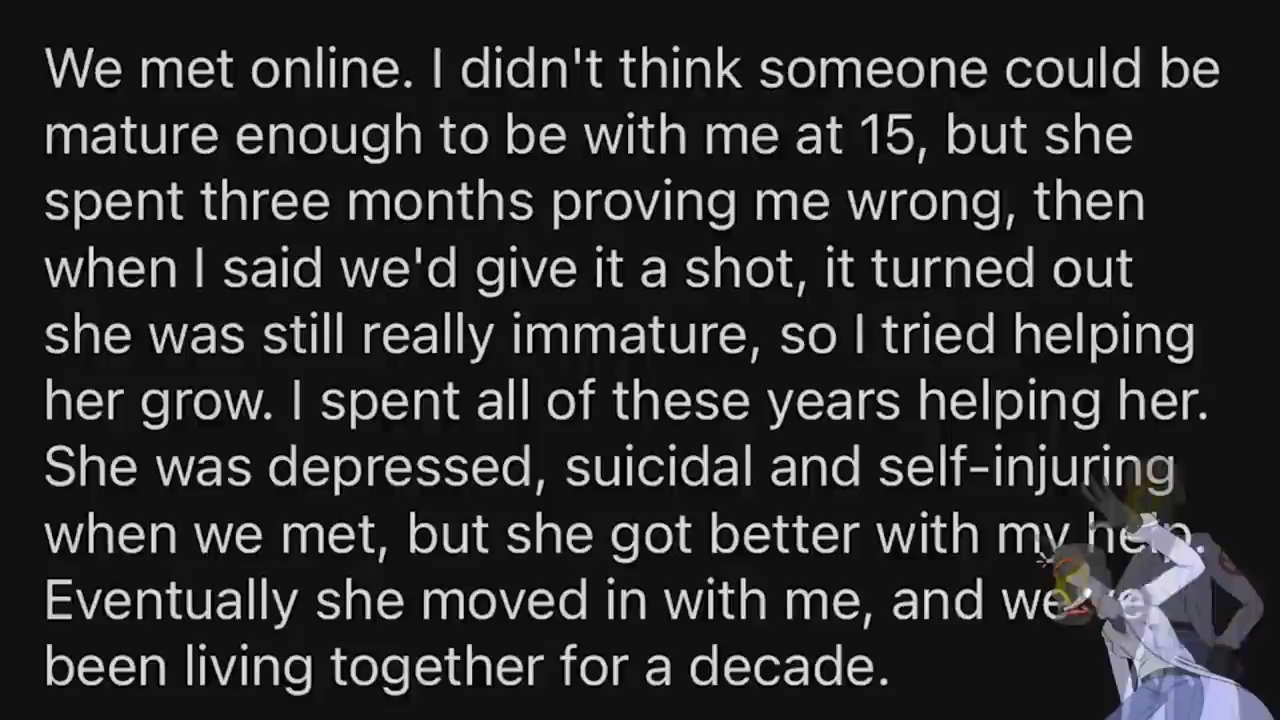 We met online. I didn't think someone could be
mature enough to be with me at 15, but she
spent three months proving me wrong, then
when I said we'd give it a shot, it turned out
she was still really immature, so I tried helping
her grow. I spent all of these years helping her.
She was depressed, suicidal and self-injuring
when we met, but she got better with my help.
Eventually she moved in with me, and we've
been living together for a decade.